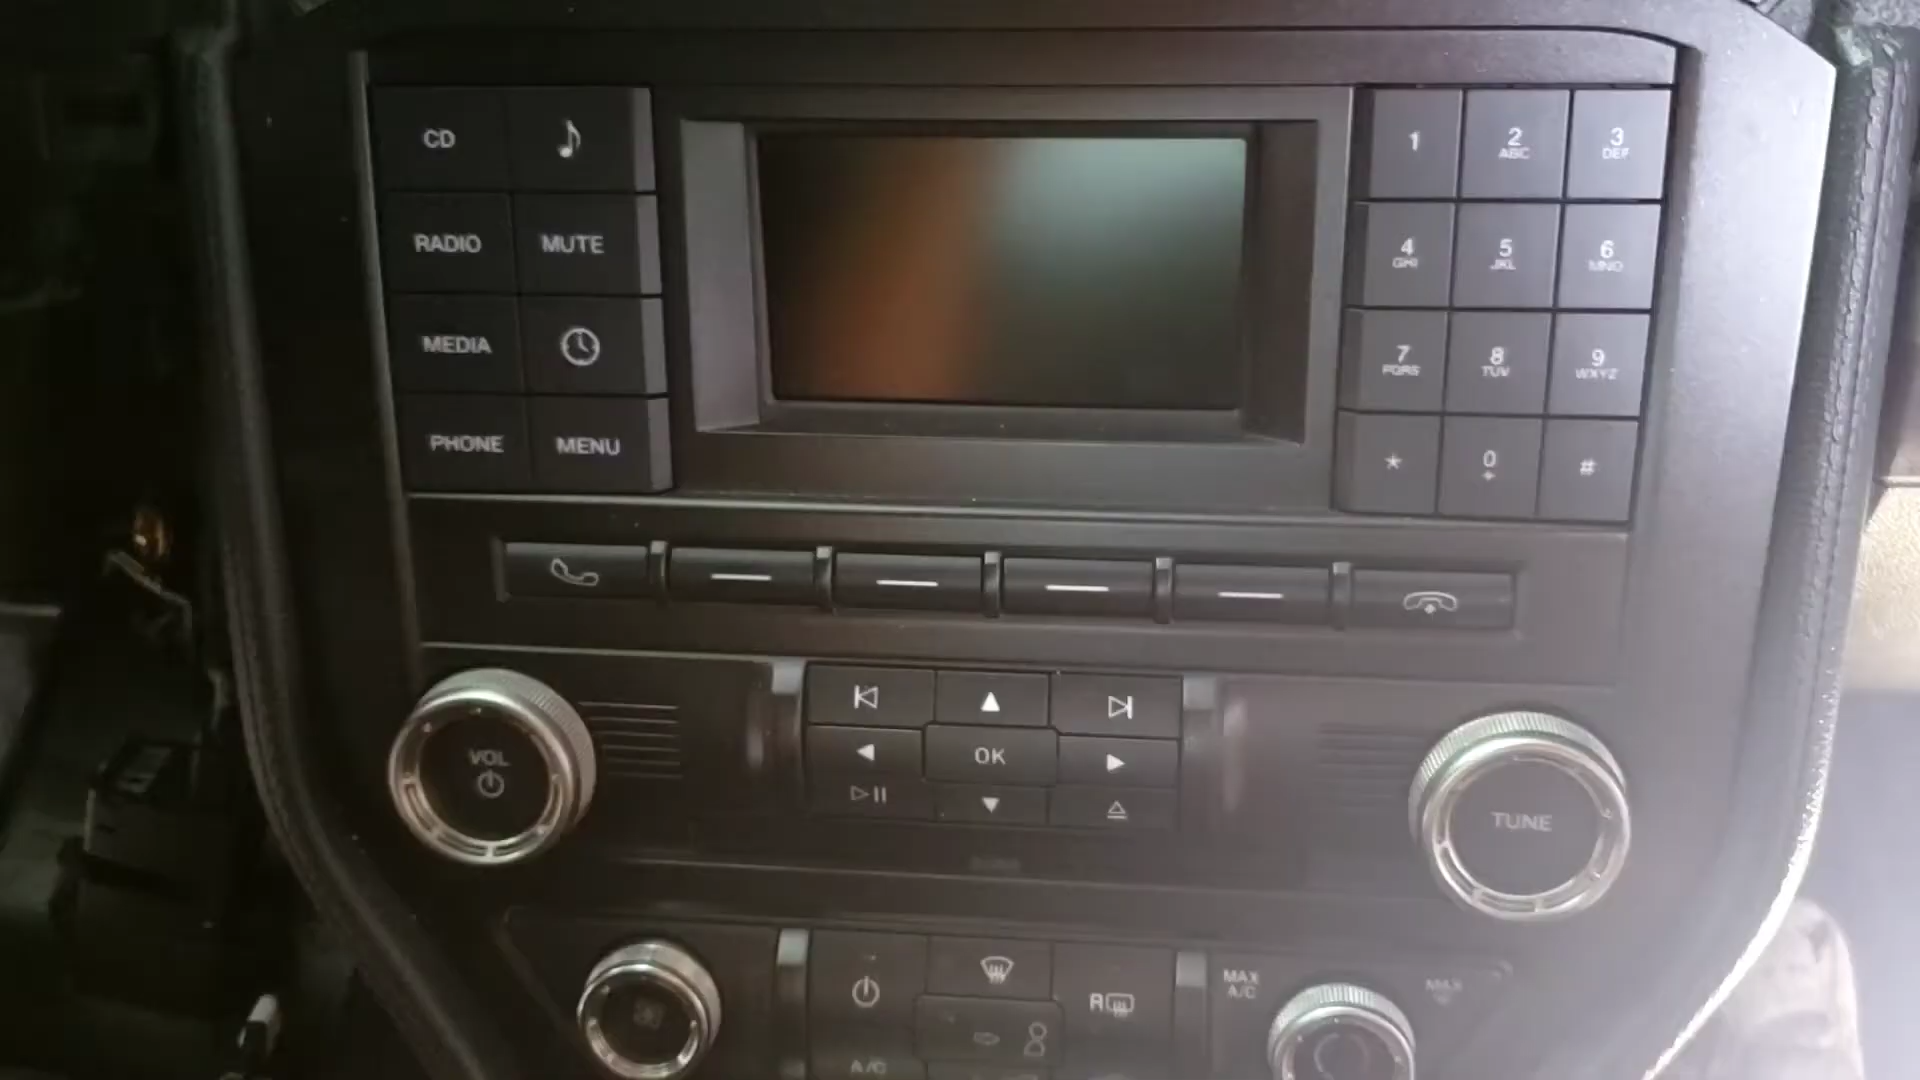 CD
RADIO MUTE
MEDIA
PHONE MENU
1 2 ABC 3 DEF
4 GHI 5 JKL 6 MNO
7 PQRS 8 TUV 9 WXYZ
* 0 + #
VOL
OK
TUNE
MAX A/C
MAX
R
A/C